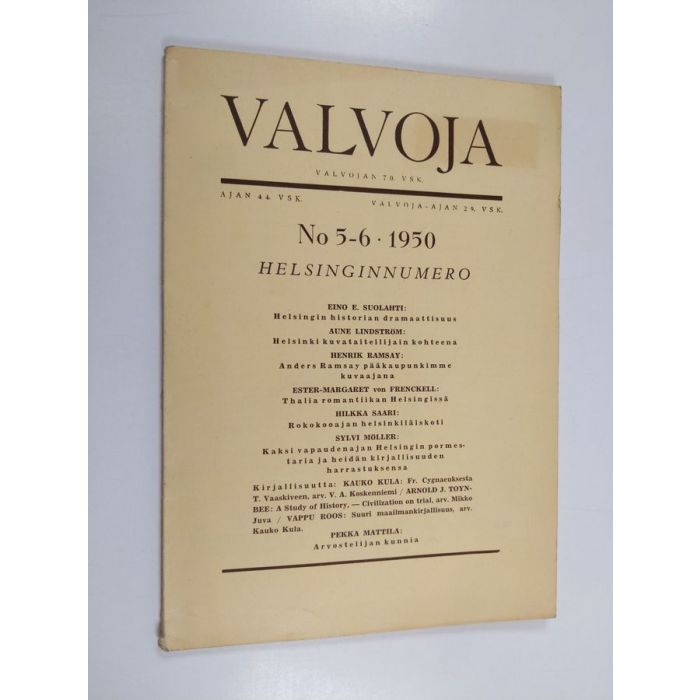 VALVOJA
VALVOJAN 70. VSK.
AJAN 44. VSK.
VALVOJA-AJAN 29. VSK.
No 5-6 · 1950
HELSINGINNUMERO
EINO E. SUOLAHTI:
Helsingin historian dramaattisuus
AUNE LINDSTRÖM:
Helsinki kuvataiteilijain kohteena
HENRIK RAMSAY:
Anders Ramsay pääkaupunkimme
kuvaajana
ESTER-MARGARET von FRENCKELL:
Thalia romantiikan Helsingissä
HILKKA SAARI:
Rokokooajan helsinkiläiskoti
SYLVI MÖLLER:
Kaksi vapaudenajan Helsingin pormes-
taria ja heidän kirjallisuuden
harrastuksensa
Kirjallisuutta: KAUKO KULA: Fr. Cygnaeuksesta
T. Vaaskiveen, arv. V. A. Koskenniemi / ARNOLD J. TOYN-
BEE: A Study of History, — Civilization on trial, arv. Mikko
Juva / VAPPU ROOS: Suuri maailmankirjallisuus, arv.
Kauko Kula.
PEKKA MATTILA:
Arvostelijan kunnia